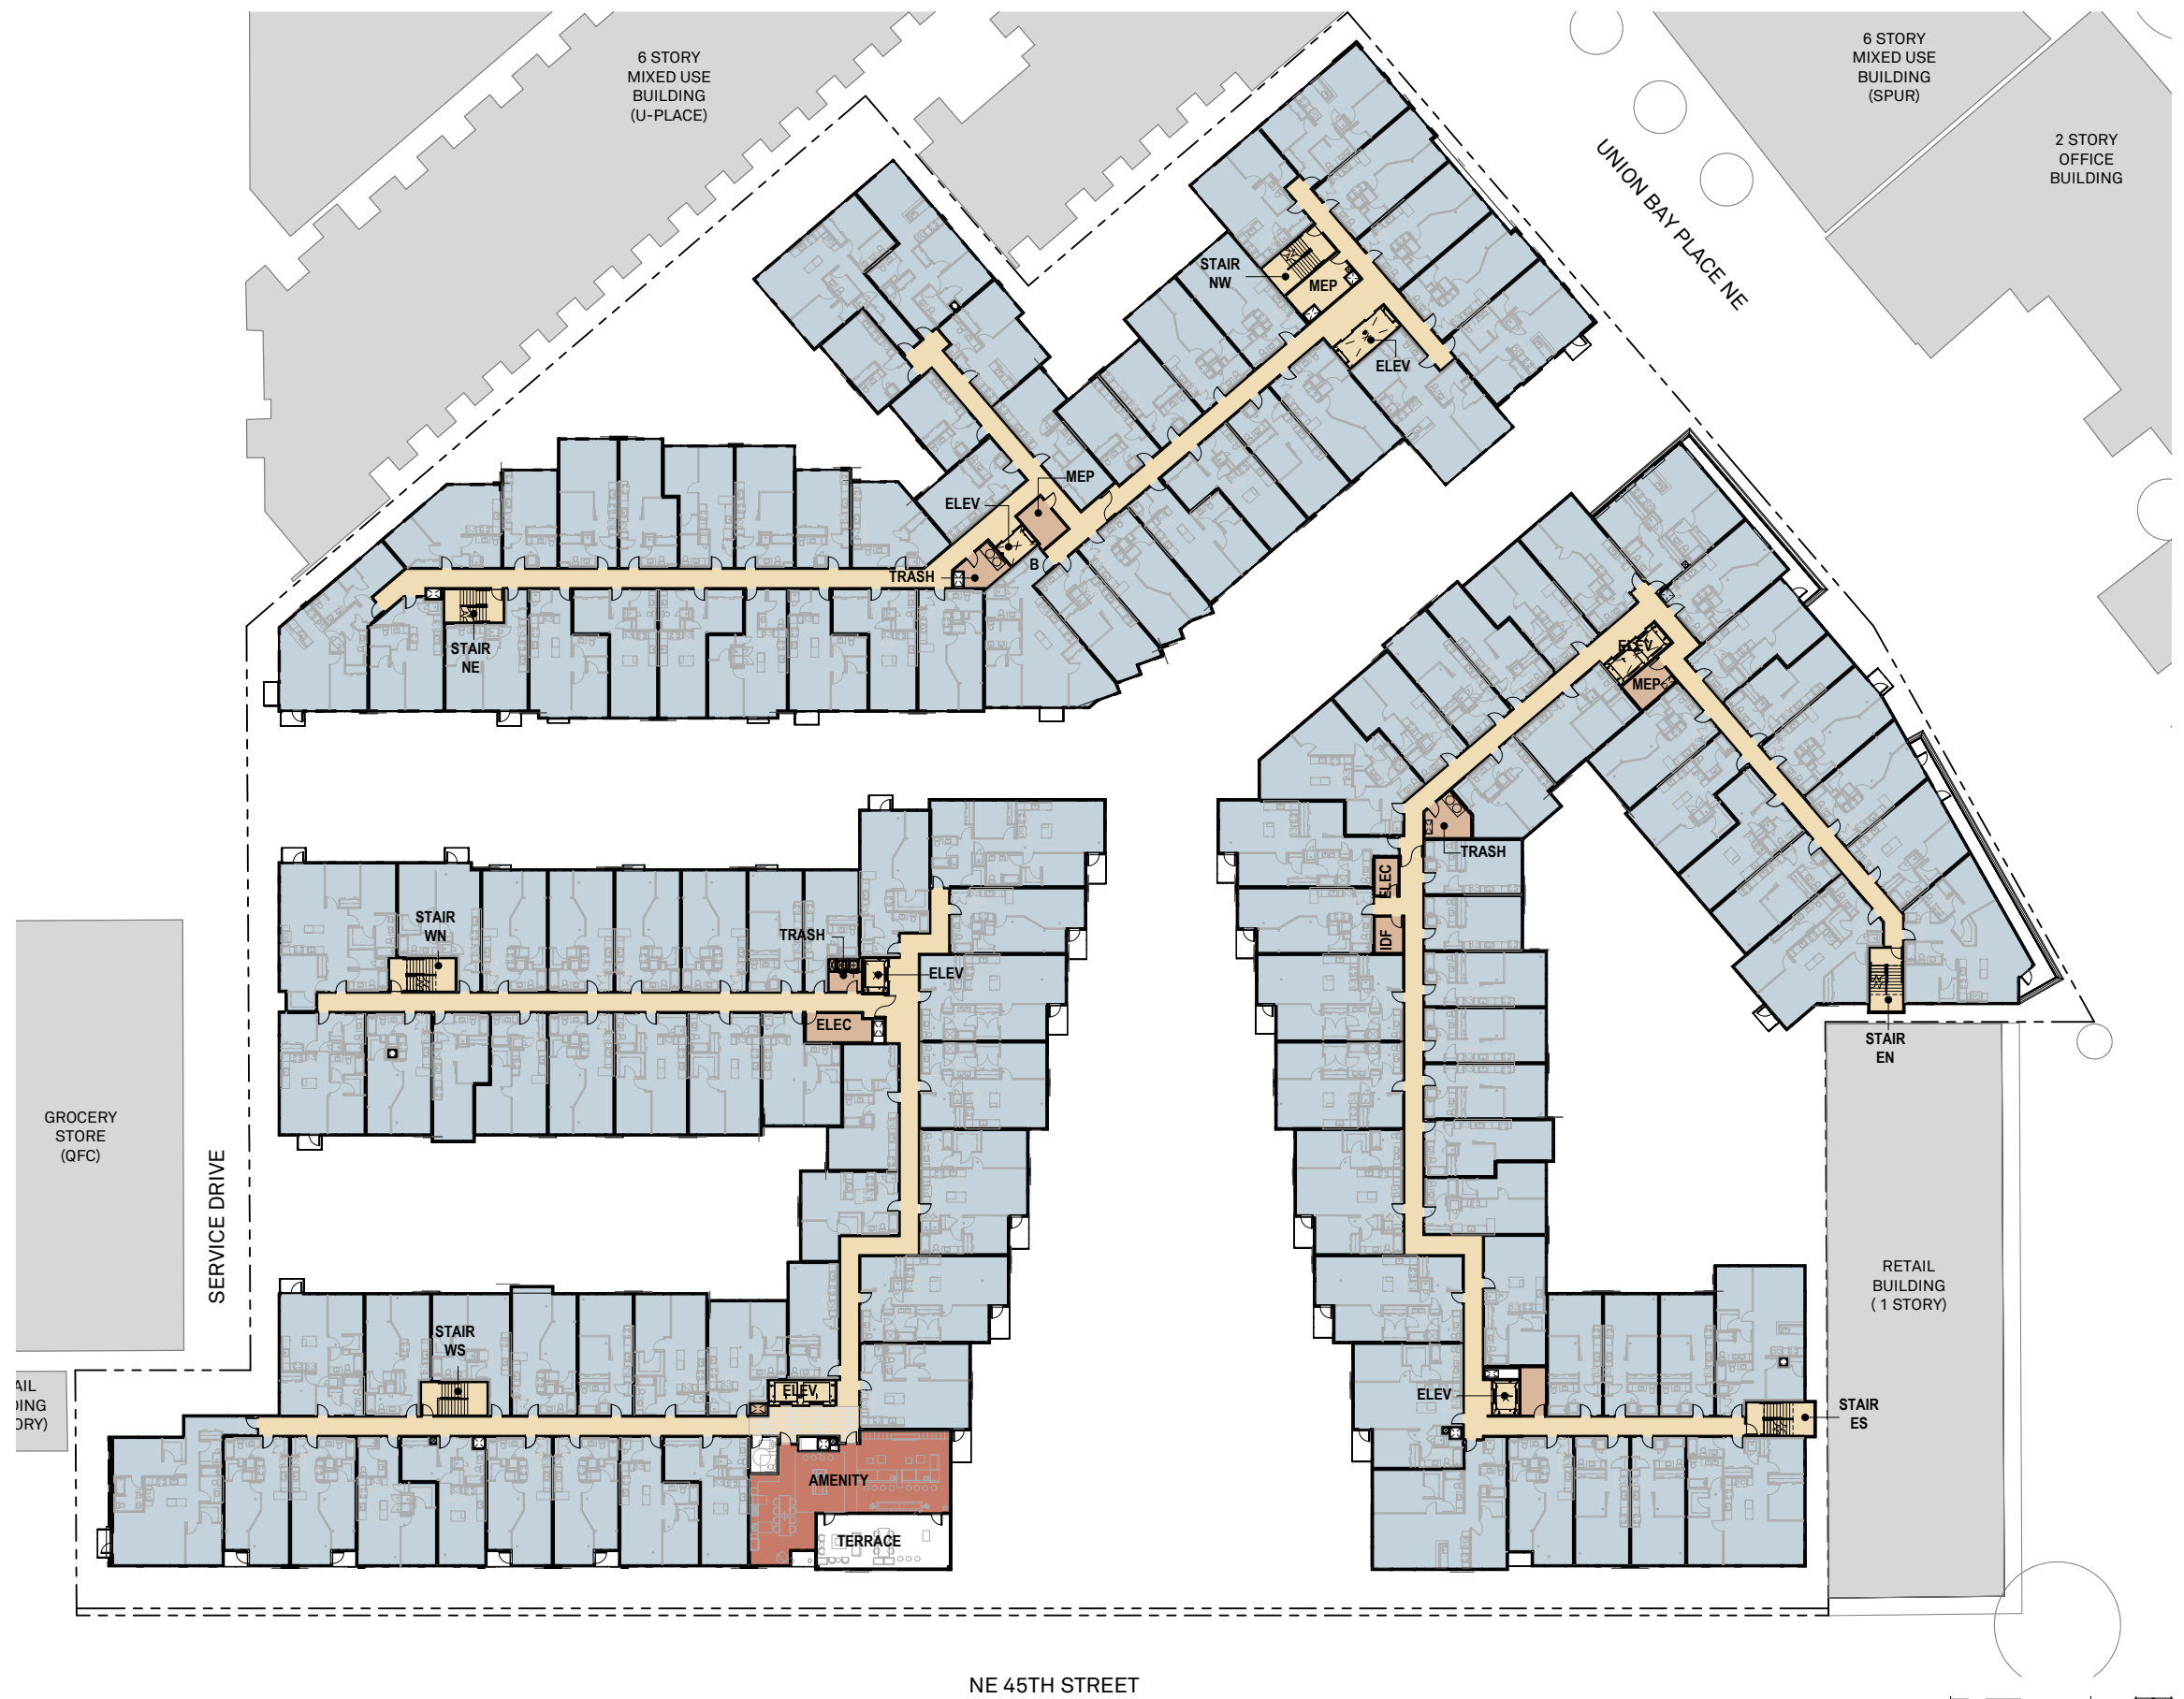 6 STORY
MIXED USE
BUILDING
(U-PLACE)
6 STORY
MIXED USE
BUILDING
(SPUR)
2 STORY
OFFICE
BUILDING
UNION BAY PLACE NE
STAIR
NW
MEP
ELEV
MEP
ELEV
TRASH
B
STAIR
NE
ELEV
MEP
TRASH
ELEC
IDF
STAIR
WN
TRASH
ELEV
ELEC
STAIR
EN
GROCERY
STORE
(QFC)
SERVICE DRIVE
RETAIL
BUILDING
( 1 STORY)
STAIR
WS
ELEV
ELEV
STAIR
ES
AIL
DING
ORY)
AMENITY
TERRACE
NE 45TH STREET